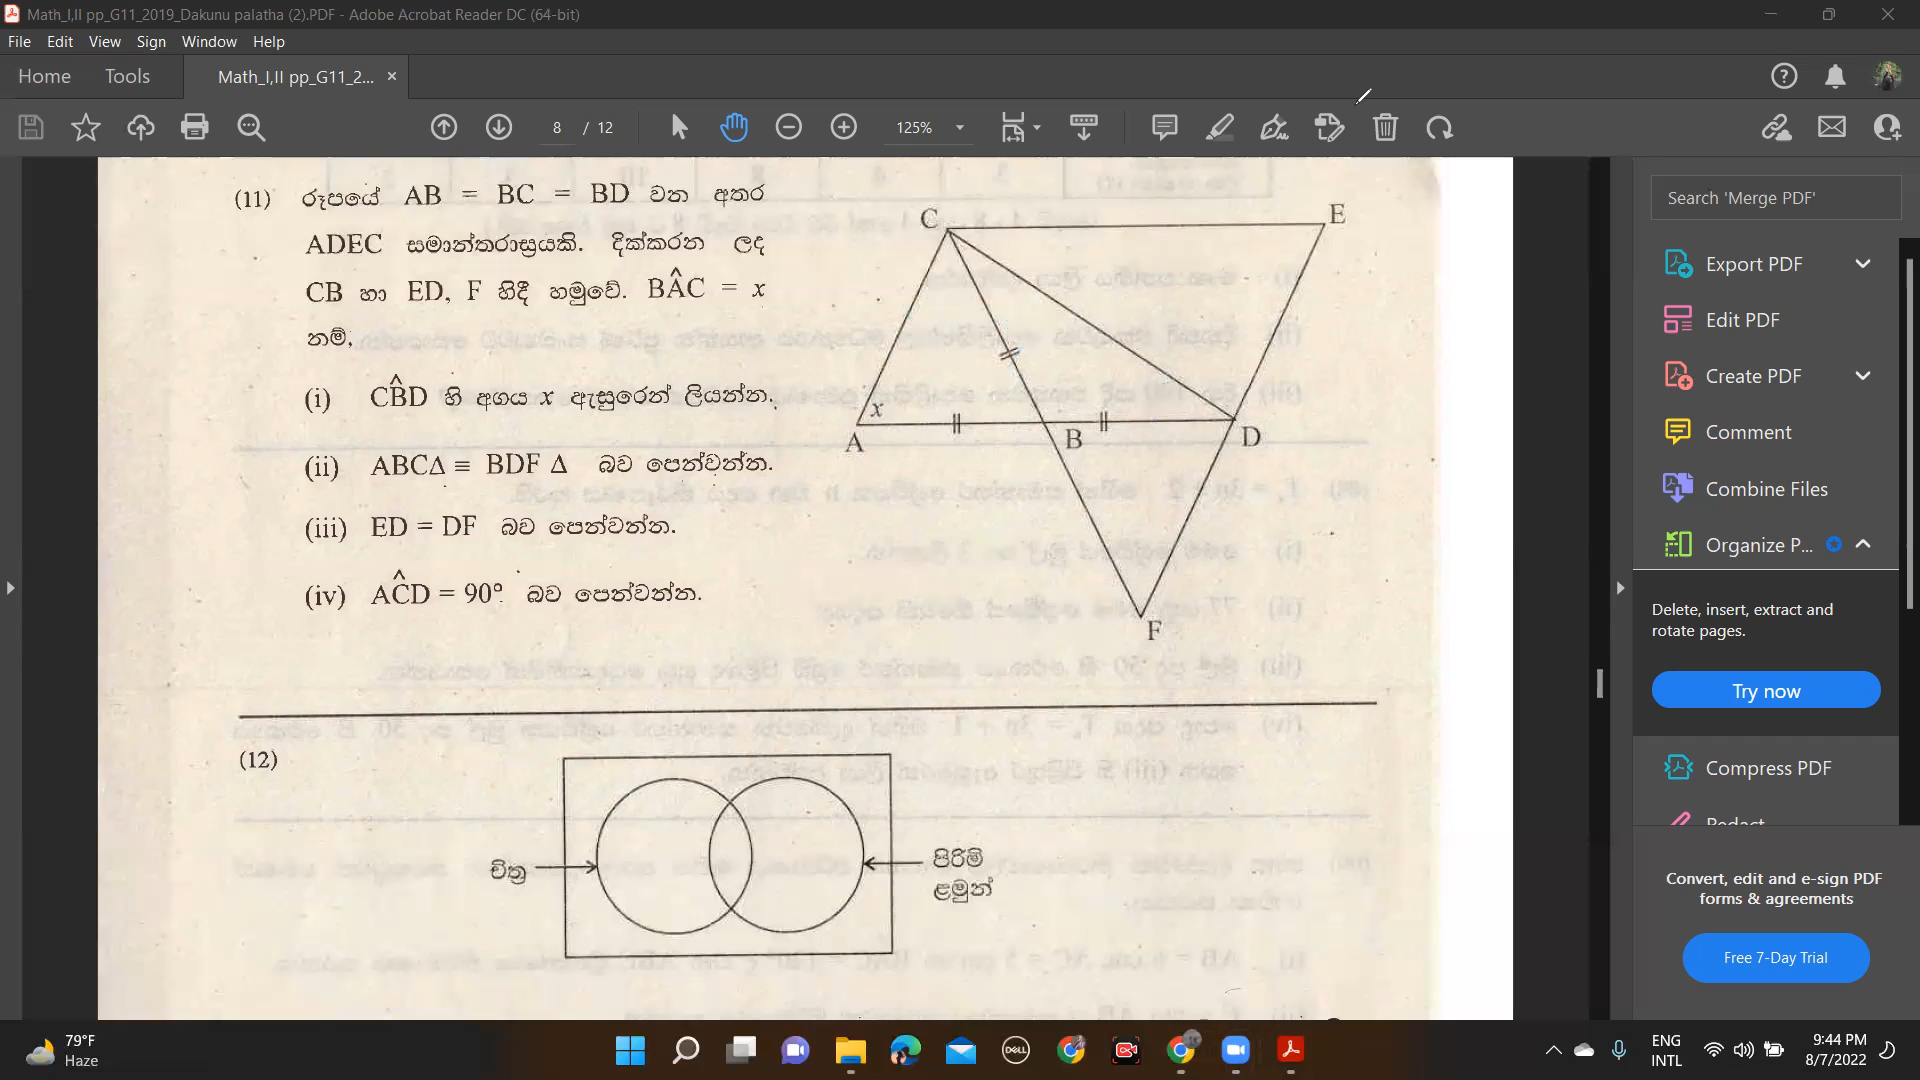 Math_I,II pp_G11_2019_Dakunu palatha (2).PDF - Adobe Acrobat Reader DC (64-bit)
File Edit View Sign Window Help
Home Tools Math_I,II pp_G11_2... ×
8 / 12 125%
(11) රූපයේ AB = BC = BD වන අතර
ADEC සමාන්තරාස්‍රයකි. දික්කරන ලද
CB හා ED, F හිදී හමුවේ. BÂC = x
නම්,
(i) CB̂D හි අගය x ඇසුරෙන් ලියන්න.
(ii) ABCΔ ≡ BDF Δ බව පෙන්වන්න.
(iii) ED = DF බව පෙන්වන්න.
(iv) AĈD = 90° බව පෙන්වන්න.
C
E
x
A
B
D
F
(12)
චිත්‍ර
පිරිමි
ළමුන්
Search 'Merge PDF'
Export PDF
Edit PDF
Create PDF
Comment
Combine Files
Organize P...
Delete, insert, extract and
rotate pages.
Try now
Compress PDF
Redact
Convert, edit and e-sign PDF
forms & agreements
Free 7-Day Trial
79°F
Haze
DELL
ENG
INTL
9:44 PM
8/7/2022